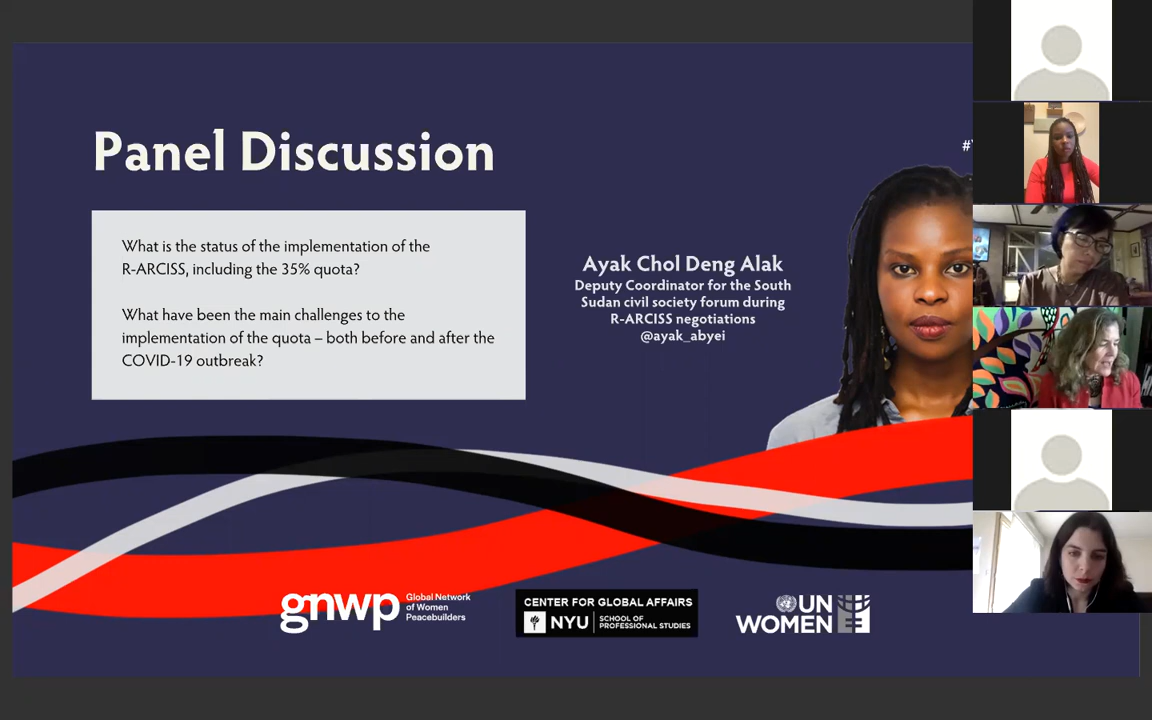 Panel Discussion
What is the status of the implementation of the
R-ARCISS, including the 35% quota?
What have been the main challenges to the
implementation of the quota – both before and after the
COVID-19 outbreak?
Ayak Chol Deng Alak
Deputy Coordinator for the South
Sudan civil society forum during
R-ARCISS negotiations
@ayak_abyei
gnwp
Global Network
of Women
Peacebuilders
CENTER FOR GLOBAL AFFAIRS
NYU
SCHOOL OF
PROFESSIONAL STUDIES
UN
WOMEN